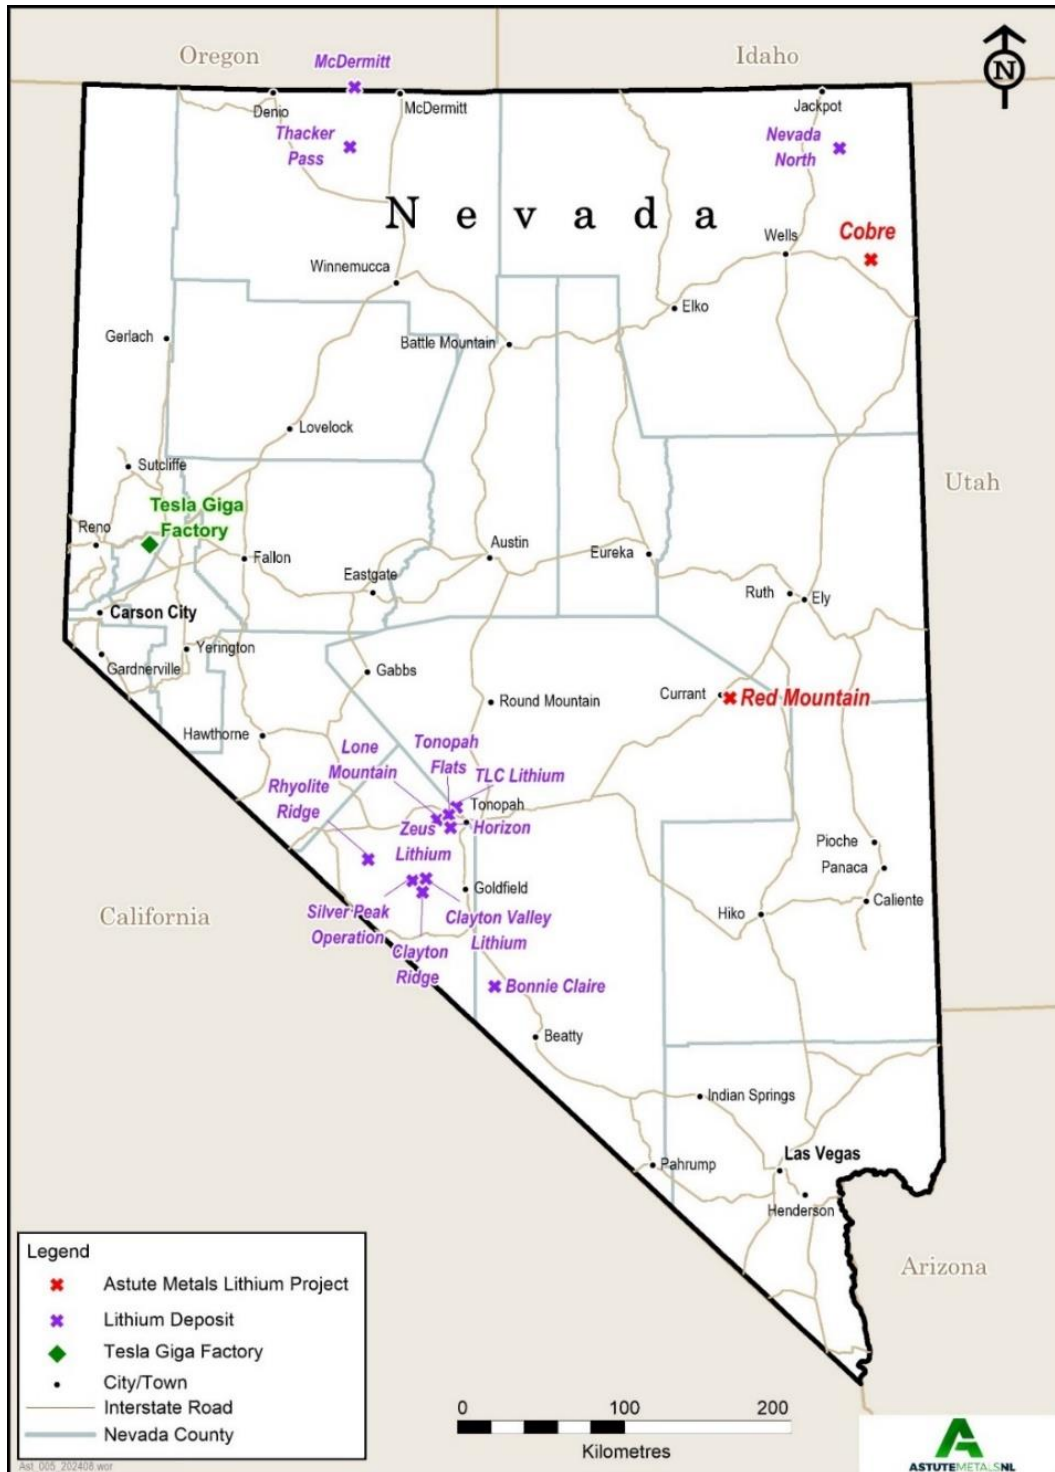 Oregon
McDermitt
Idaho
N
Denio
McDermitt
Jackpot
Thacker
Pass
Nevada
North
Nevada
Wells
Cobre
Winnemucca
Elko
Gerlach
Battle Mountain
Lovelock
Sutcliffe
Utah
Tesla Giga
Factory
Reno
Fallon
Austin
Eureka
Eastgate
Ruth
Ely
Carson City
Yerington
Gardnerville
Gabbs
Currant
Red Mountain
Round Mountain
Hawthorne
Lone
Mountain
Tonopah
Flats
TLC Lithium
Rhyolite
Ridge
Tonopah
Zeus
Lithium
Horizon
Pioche
Panaca
Goldfield
Caliente
California
Silver Peak
Operation
Clayton Valley
Lithium
Hiko
Clayton
Ridge
Bonnie Claire
Beatty
Indian Springs
Las Vegas
Pahrump
Henderson
Arizona
Legend
Astute Metals Lithium Project
Lithium Deposit
Tesla Giga Factory
City/Town
Interstate Road
Nevada County
0 100 200
Kilometres
ASTUTEMETALSNL
Ast_005_202408.wor